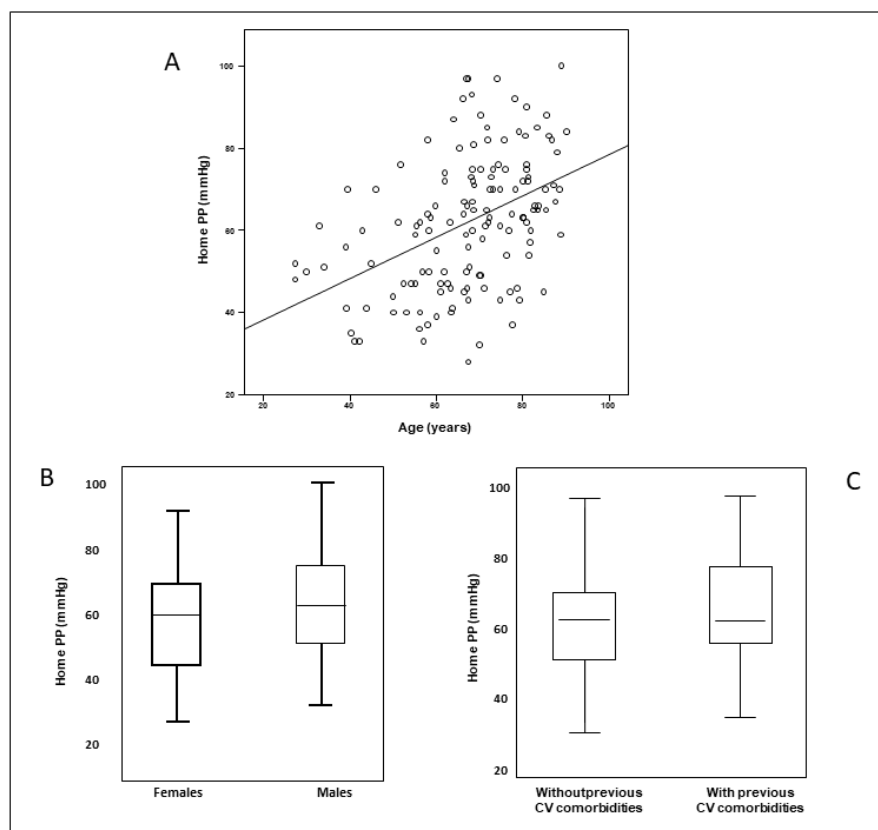 A
Home PP (mmHg)
100
80
60
40
20
20 40 60 80 100
Age (years)
B
Home PP (mmHg)
100
80
60
40
20
Females Males
C
Home PP (mmHg)
100
80
60
40
20
Withoutprevious
CV comorbidities
With previous
CV comorbidities